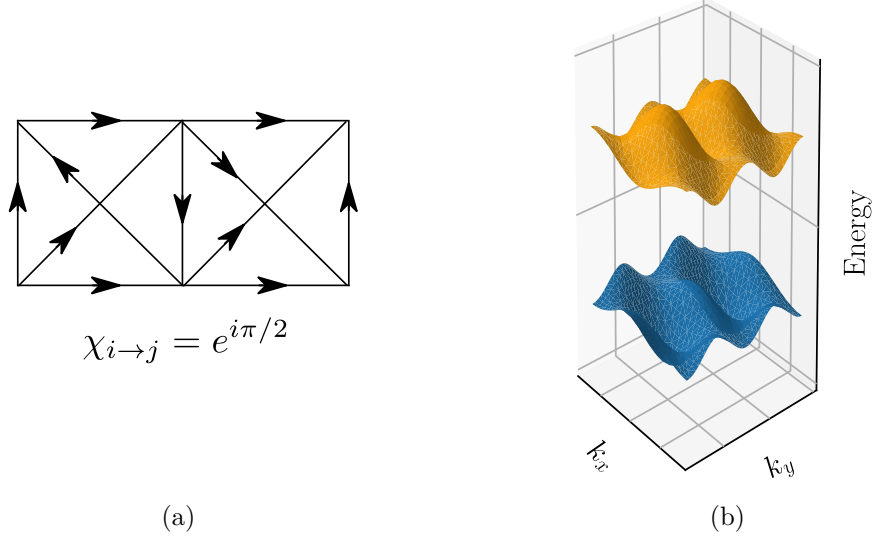 χ_{i→j} = e^{iπ/2}
(a)
Energy
k_x
k_y
(b)